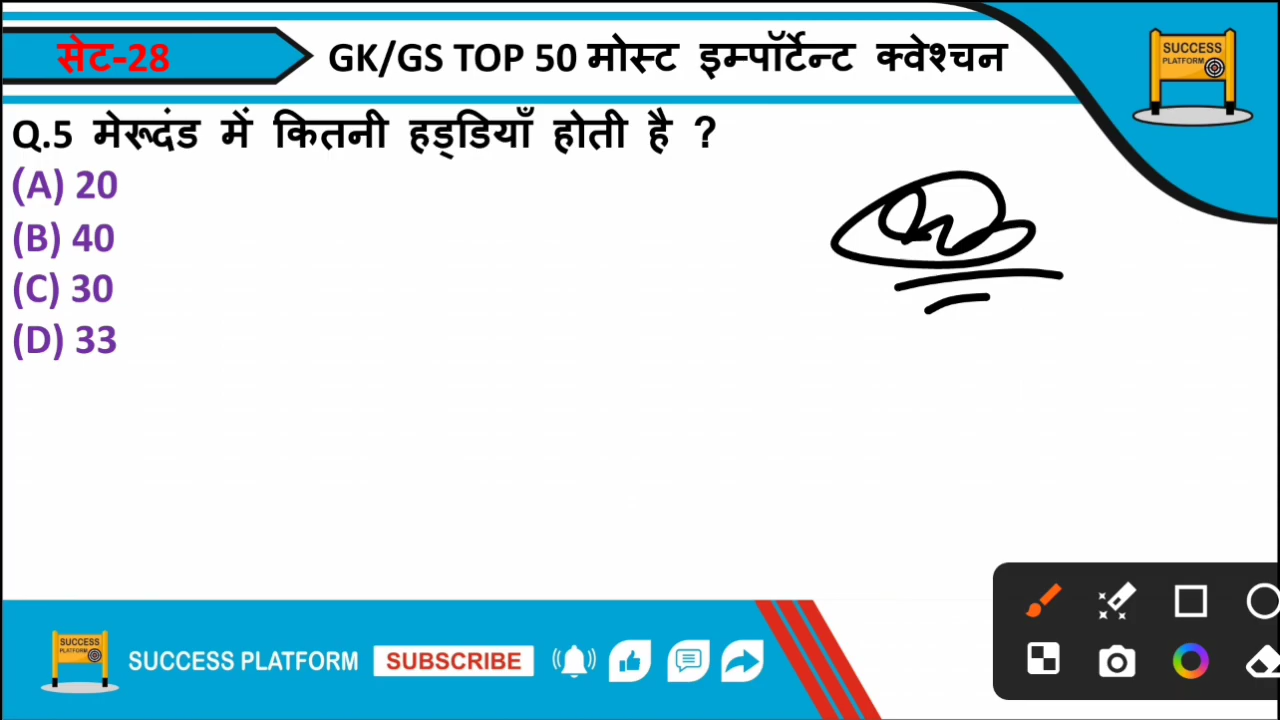 सेट-28
GK/GS TOP 50 मोस्ट इम्पॉर्टेन्ट क्वेश्चन
SUCCESS
PLATFORM
Q.5 मेरूदंड में कितनी हड्डियाँ होती है ?
(A) 20
(B) 40
(C) 30
(D) 33
SUCCESS
PLATFORM
SUCCESS PLATFORM
SUBSCRIBE